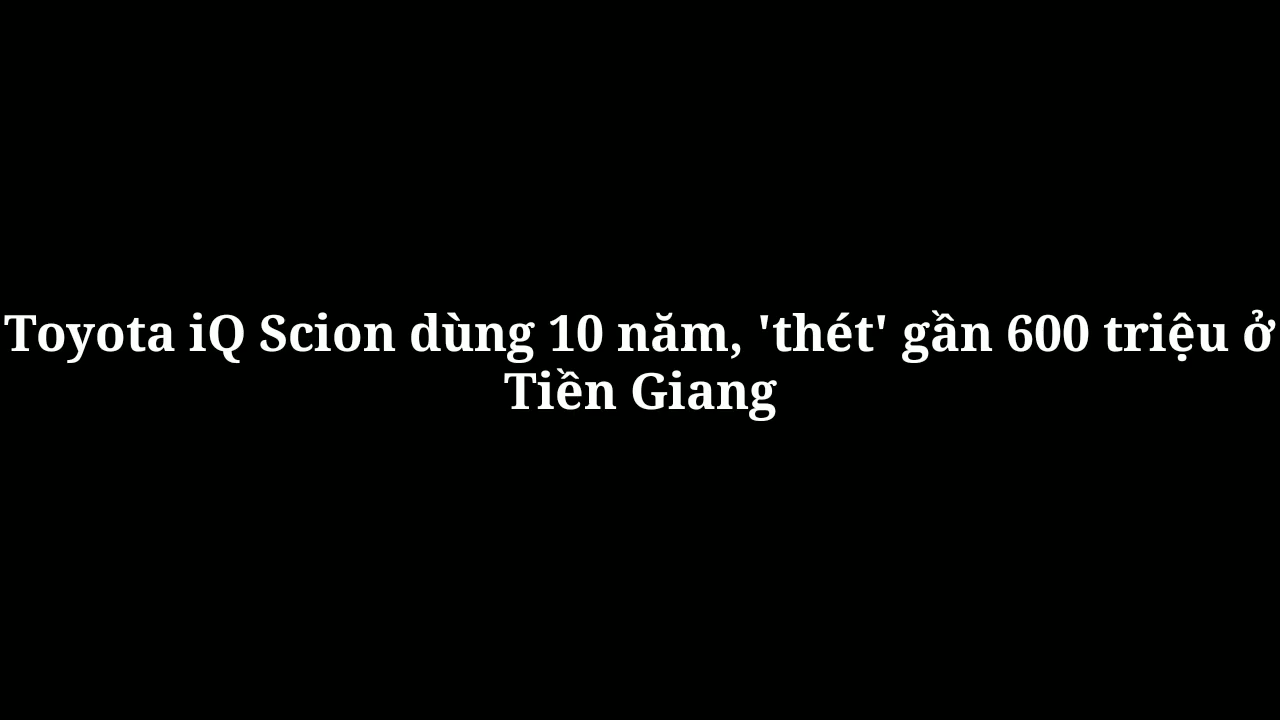 Toyota iQ Scion dùng 10 năm, 'thét' gần 600 triệu ở
Tiền Giang